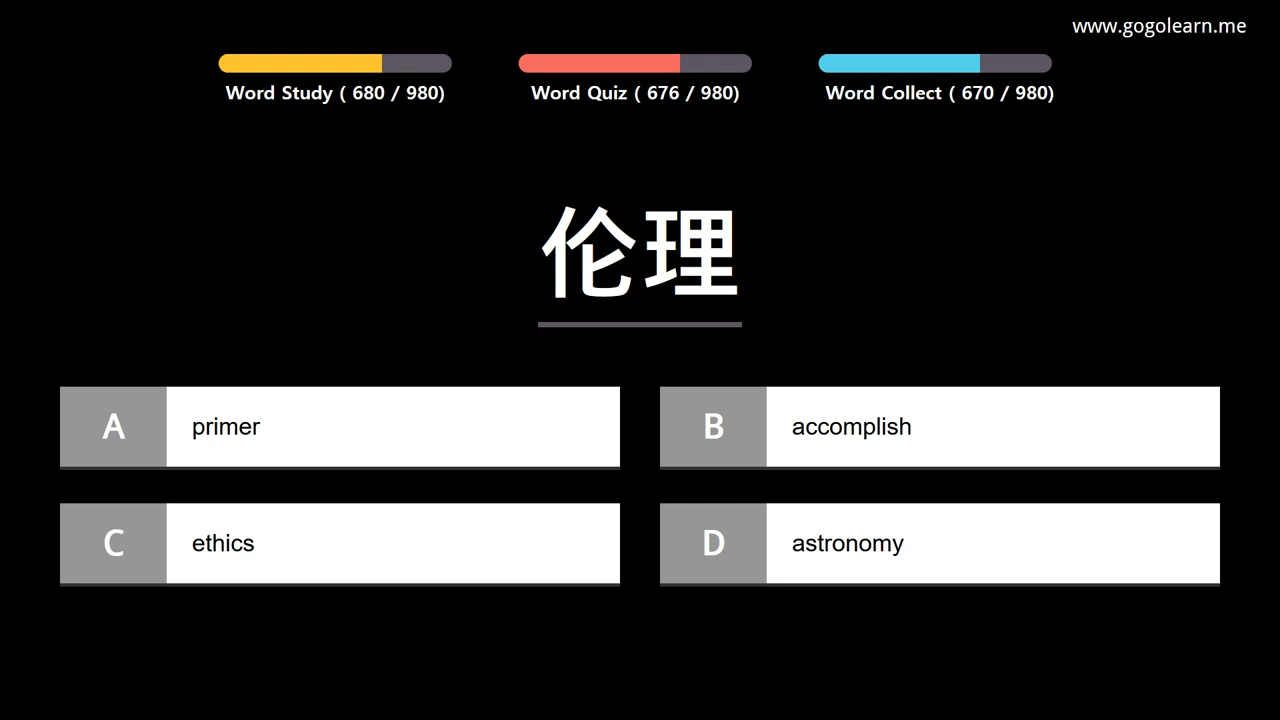 www.gogolearn.me
Word Study ( 680 / 980)
Word Quiz ( 676 / 980)
Word Collect ( 670 / 980)
伦理
A primer
B accomplish
C ethics
D astronomy